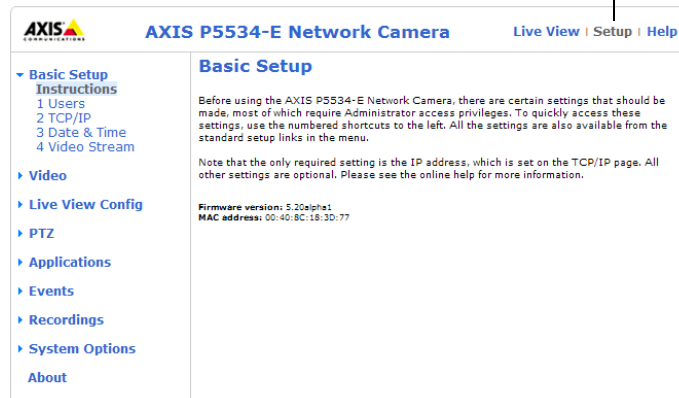 AXIS
COMMUNICATIONS
AXIS P5534-E Network Camera
Live View | Setup | Help
Basic Setup
Instructions
1 Users
2 TCP/IP
3 Date & Time
4 Video Stream
Video
Live View Config
PTZ
Applications
Events
Recordings
System Options
About
Basic Setup
Before using the AXIS P5534-E Network Camera, there are certain settings that should be
made, most of which require Administrator access privileges. To quickly access these
settings, use the numbered shortcuts to the left. All the settings are also available from the
standard setup links in the menu.
Note that the only required setting is the IP address, which is set on the TCP/IP page. All
other settings are optional. Please see the online help for more information.
Firmware version: 5.20alpha1
MAC address: 00:40:8C:18:3D:77